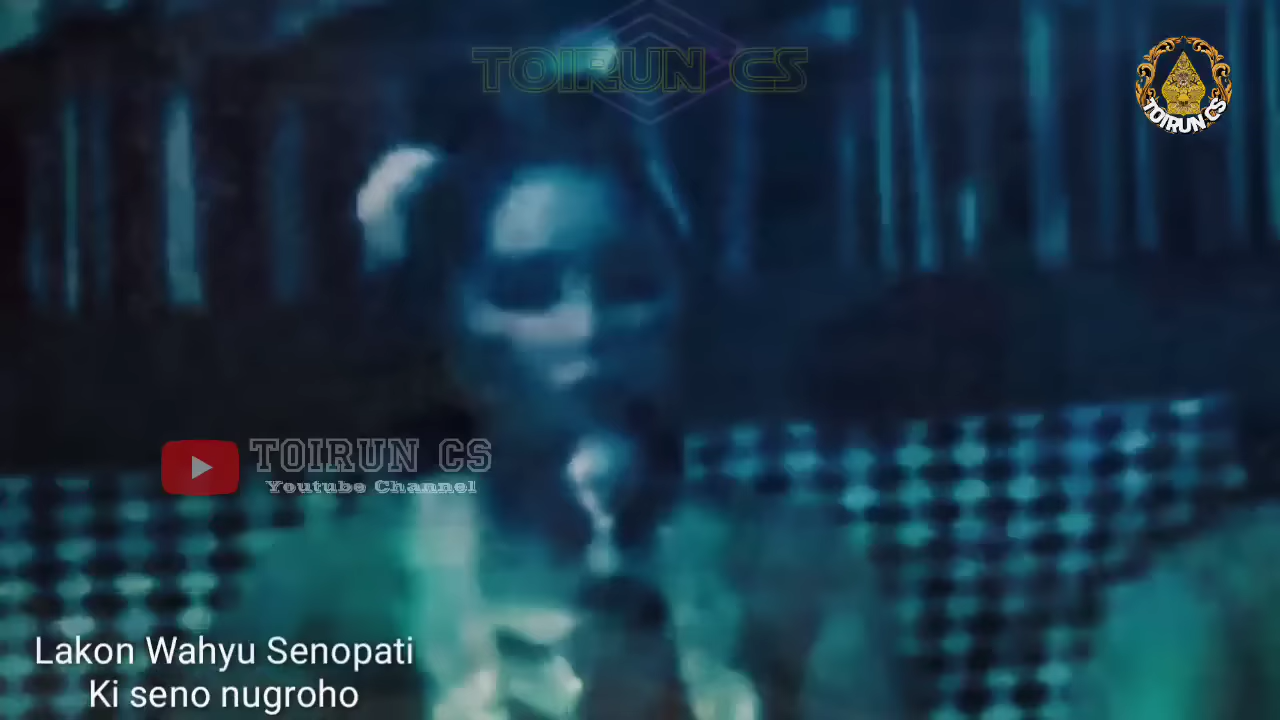 TOIRUN CS
TOIRUN CS
TOIRUN CS
Youtube Channel
Lakon Wahyu Senopati
Ki seno nugroho